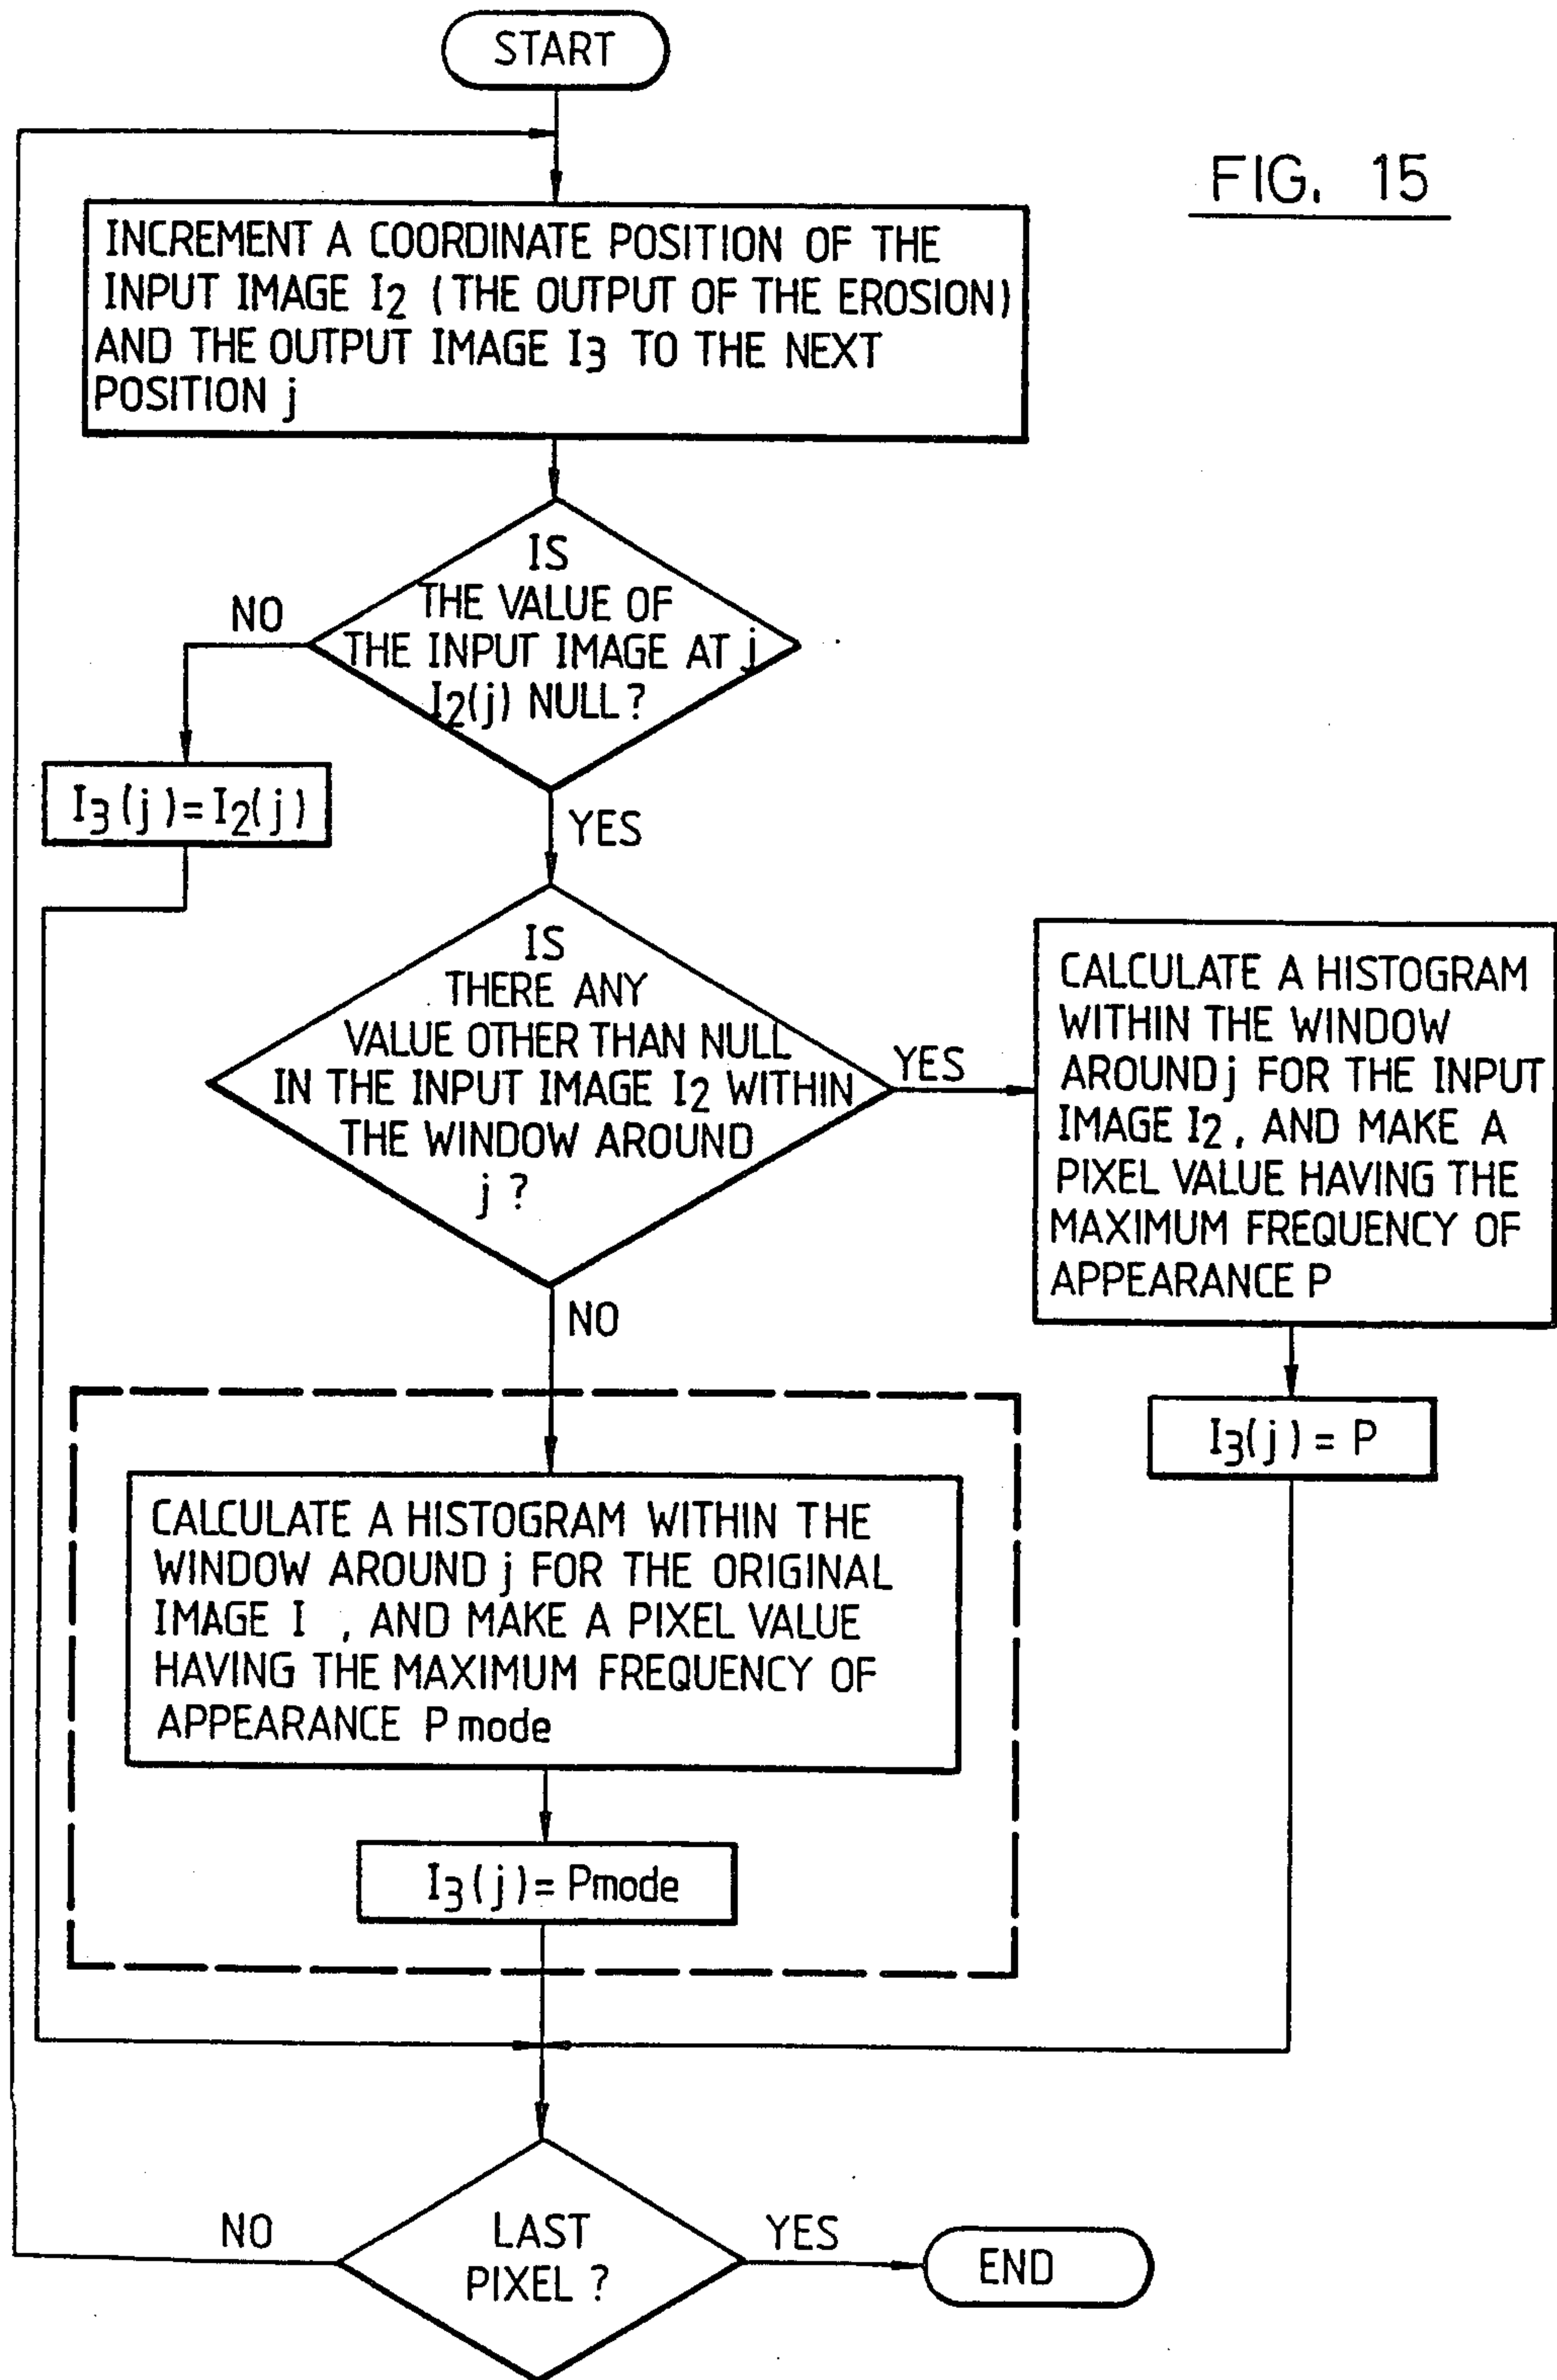 START
FIG. 15
INCREMENT A COORDINATE POSITION OF THE
INPUT IMAGE I2 (THE OUTPUT OF THE EROSION)
AND THE OUTPUT IMAGE I3 TO THE NEXT
POSITION j
IS
THE VALUE OF
THE INPUT IMAGE AT j
I2(j) NULL?
NO
I3(j)=I2(j)
YES
IS
THERE ANY
VALUE OTHER THAN NULL
IN THE INPUT IMAGE I2 WITHIN
THE WINDOW AROUND
j?
YES
CALCULATE A HISTOGRAM
WITHIN THE WINDOW
AROUND j FOR THE INPUT
IMAGE I2, AND MAKE A
PIXEL VALUE HAVING THE
MAXIMUM FREQUENCY OF
APPEARANCE P
I3(j) = P
NO
CALCULATE A HISTOGRAM WITHIN THE
WINDOW AROUND j FOR THE ORIGINAL
IMAGE I , AND MAKE A PIXEL VALUE
HAVING THE MAXIMUM FREQUENCY OF
APPEARANCE Pmode
I3(j)= Pmode
LAST
PIXEL?
NO
YES
END